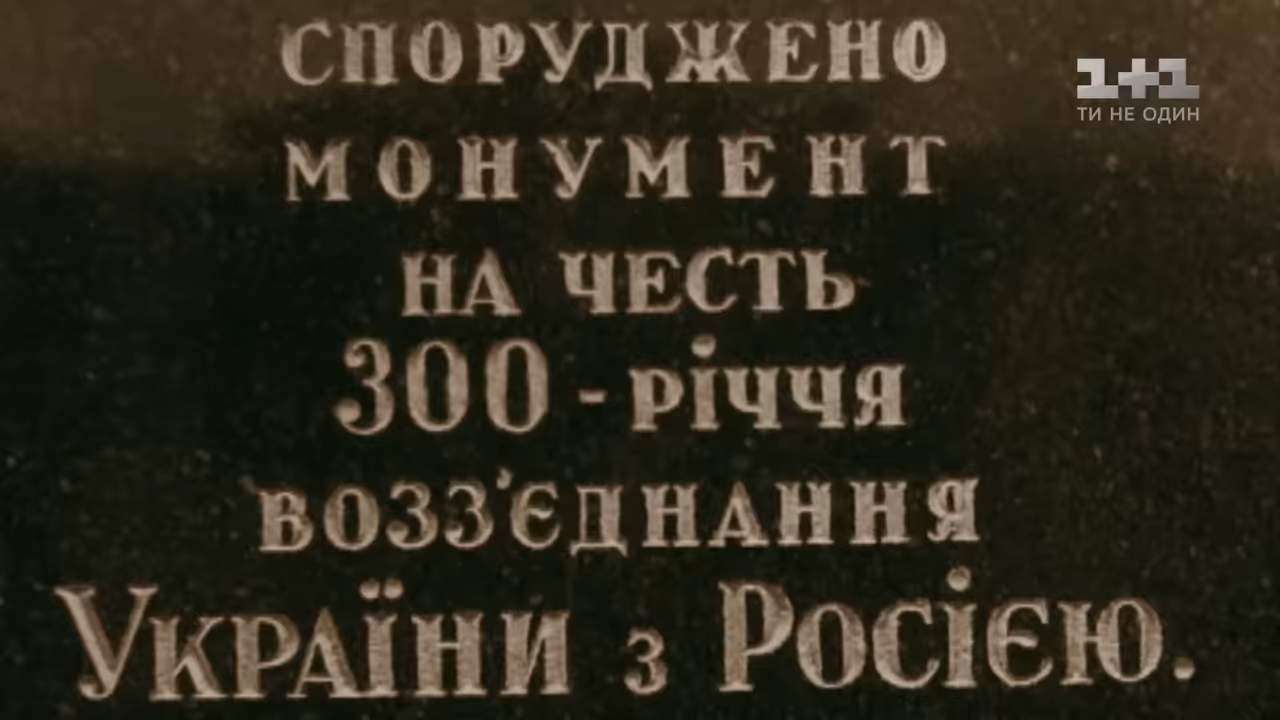 СПОРУДЖЕНО
1+1
ТИ НЕ ОДИН
МОНУМЕНТ
НА ЧЕСТЬ
300-річчя
ВОЗЗ'ЄДНАННЯ
УКРАЇНИ З РОСІЄЮ.